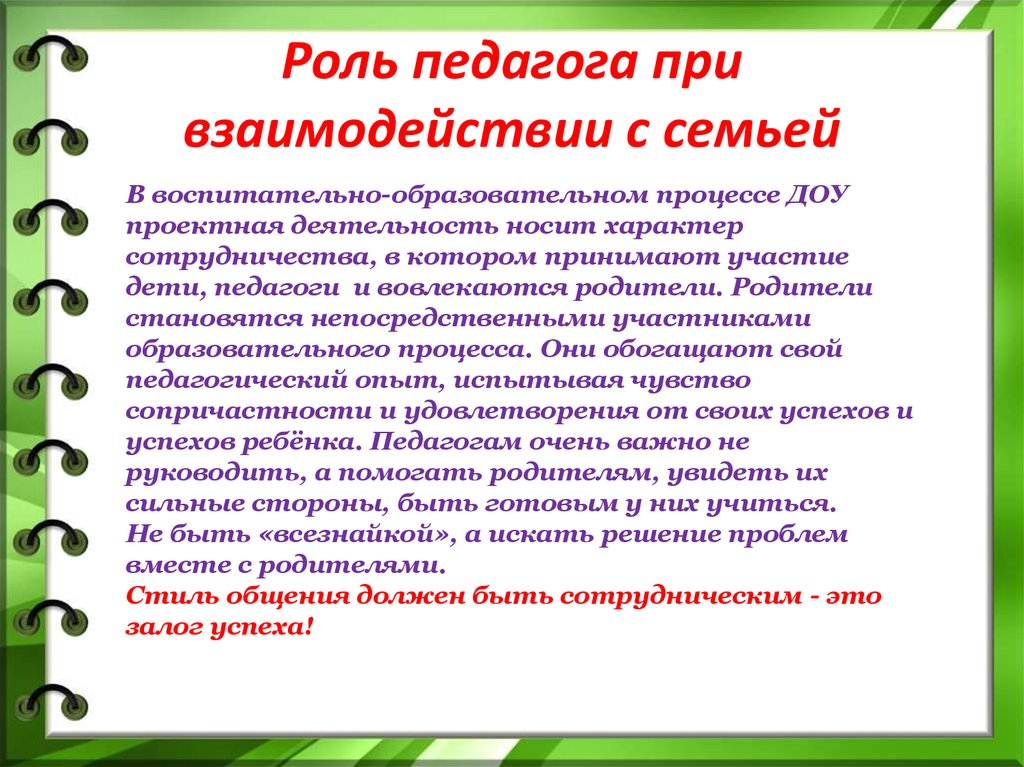 Роль педагога при
взаимодействии с семьей
В воспитательно-образовательном процессе ДОУ
проектная деятельность носит характер
сотрудничества, в котором принимают участие
дети, педагоги  и вовлекаются родители. Родители
становятся непосредственными участниками
образовательного процесса. Они обогащают свой
педагогический опыт, испытывая чувство
сопричастности и удовлетворения от своих успехов и
успехов ребёнка. Педагогам очень важно не
руководить, а помогать родителям, увидеть их
сильные стороны, быть готовым у них учиться.
Не быть «всезнайкой», а искать решение проблем
вместе с родителями.
Стиль общения должен быть сотрудническим - это
залог успеха!